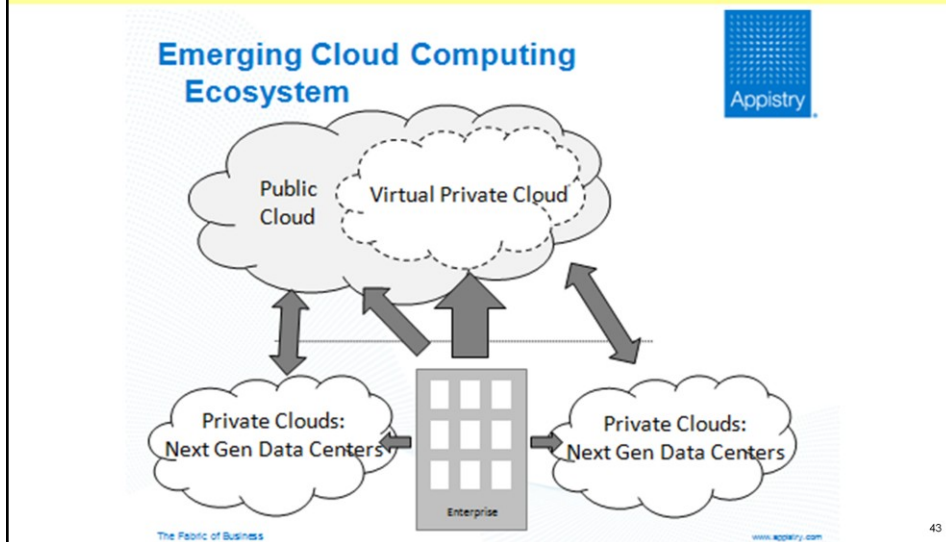 Emerging Cloud Computing
Ecosystem
Appistry
Public
Cloud
Virtual Private Cloud
Private Clouds:
Next Gen Data Centers
Private Clouds:
Next Gen Data Centers
Enterprise
The Fabric of Business
www.appistry.com
43